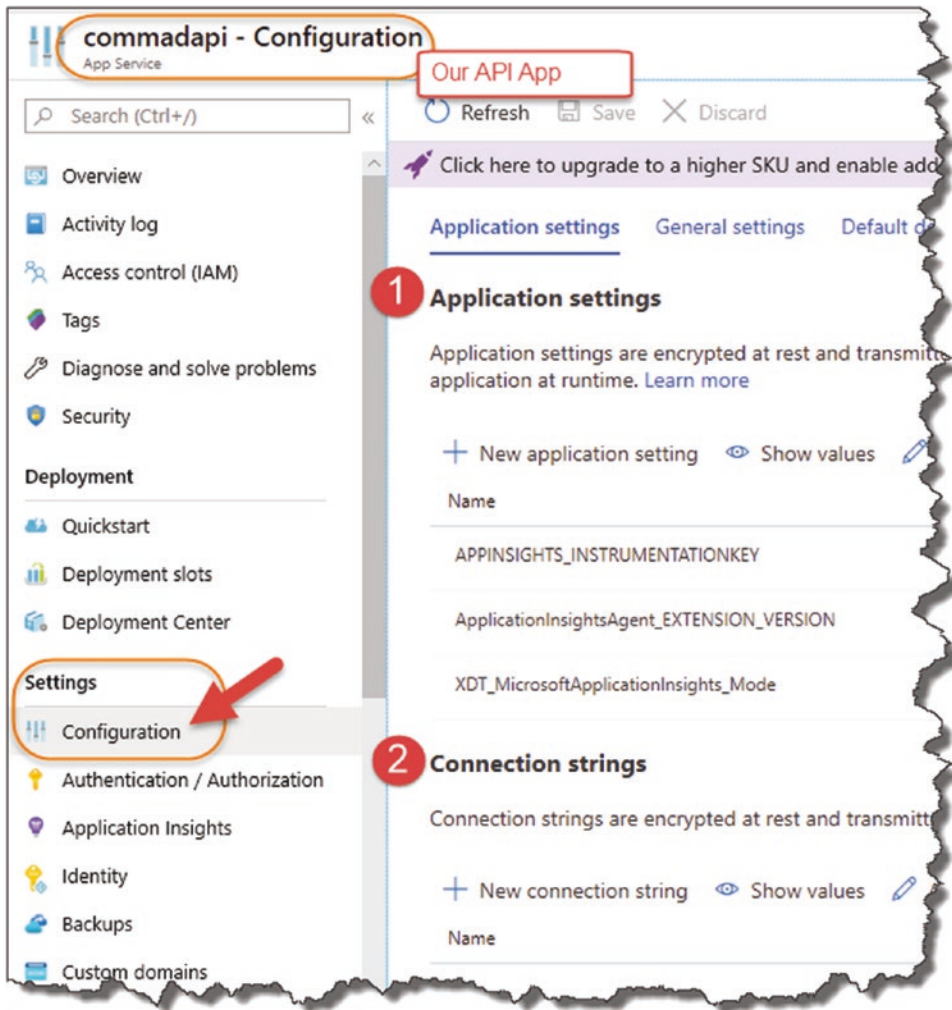 commadapi - Configuration
App Service
Our API App
Search (Ctrl+/)
«
Overview
Activity log
Access control (IAM)
Tags
Diagnose and solve problems
Security
Deployment
Quickstart
Deployment slots
Deployment Center
Settings
Configuration
Authentication / Authorization
Application Insights
Identity
Backups
Custom domains
Refresh Save Discard
Click here to upgrade to a higher SKU and enable add
Application settings General settings Default d
1 Application settings
Application settings are encrypted at rest and transmitt
application at runtime. Learn more
+ New application setting Show values
Name
APPINSIGHTS_INSTRUMENTATIONKEY
ApplicationInsightsAgent_EXTENSION_VERSION
XDT_MicrosoftApplicationInsights_Mode
2 Connection strings
Connection strings are encrypted at rest and transmitt
+ New connection string Show values
Name